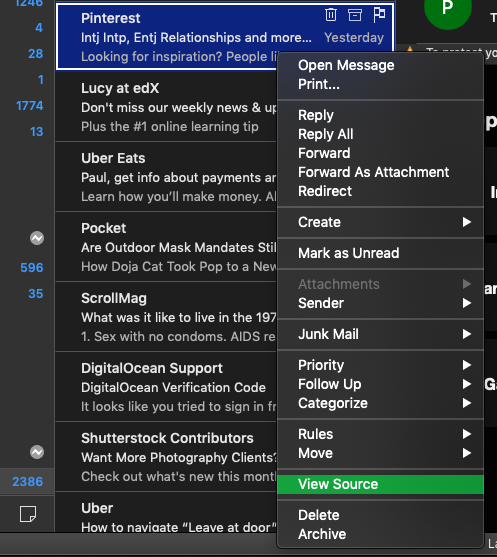 1246
4
28
1
1774
13
596
35
2386
Pinterest
Intj Intp, Entj Relationships and more...
Yesterday
Looking for inspiration? People li
Lucy at edX
Don't miss our weekly news & up
Plus the #1 online learning tip
Uber Eats
Paul, get info about payments an
Learn how you'll make money. Al
Pocket
Are Outdoor Mask Mandates Stil
How Doja Cat Took Pop to a New
ScrollMag
What was it like to live in the 197
1. Sex with no condoms. AIDS re
DigitalOcean Support
DigitalOcean Verification Code
It looks like you tried to sign in fr
Shutterstock Contributors
Want More Photography Clients?
Check out what's new this mont
Uber
How to navigate “Leave at door”
P
To protect yo
Open Message
Print...
Reply
Reply All
Forward
Forward As Attachment
Redirect
Create
Mark as Unread
Attachments
Sender
Junk Mail
Priority
Follow Up
Categorize
Rules
Move
View Source
Delete
Archive